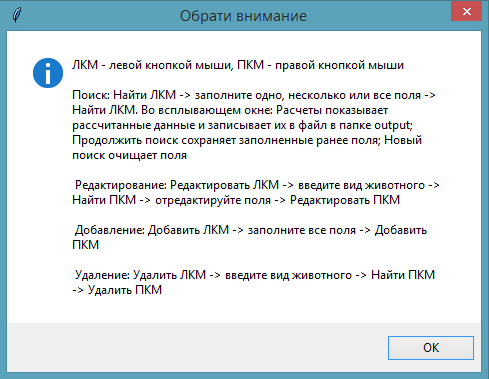 Обрати внимание
ЛКМ - левой кнопкой мыши, ПКМ - правой кнопкой мыши
Поиск: Найти ЛКМ -> заполните одно, несколько или все поля ->
Найти ЛКМ. Во всплывающем окне: Расчеты показывает
рассчитанные данные и записывает их в файл в папке output;
Продолжить поиск сохраняет заполненные ранее поля; Новый
поиск очищает поля
Редактирование: Редактировать ЛКМ -> введите вид животного ->
Найти ПКМ -> отредактируйте поля -> Редактировать ПКМ
Добавление: Добавить ЛКМ -> заполните все поля -> Добавить
ПКМ
Удаление: Удалить ЛКМ -> введите вид животного -> Найти ПКМ
-> Удалить ПКМ
OK